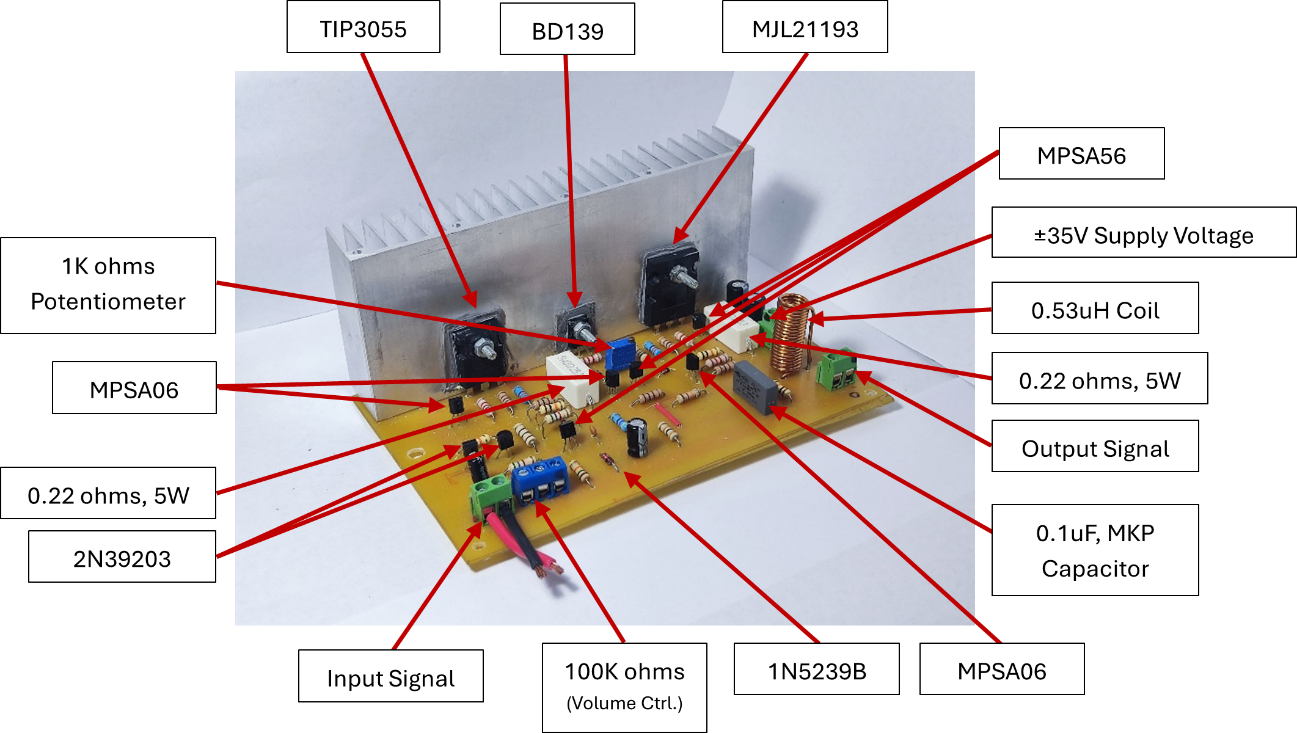 TIP3055
BD139
MJL21193
MPSA56
±35V Supply Voltage
1K ohms
Potentiometer
0.53uH Coil
MPSA06
0.22 ohms, 5W
Output Signal
0.22 ohms, 5W
2N39203
0.1uF, MKP
Capacitor
Input Signal
100K ohms
(Volume Ctrl.)
1N5239B
MPSA06